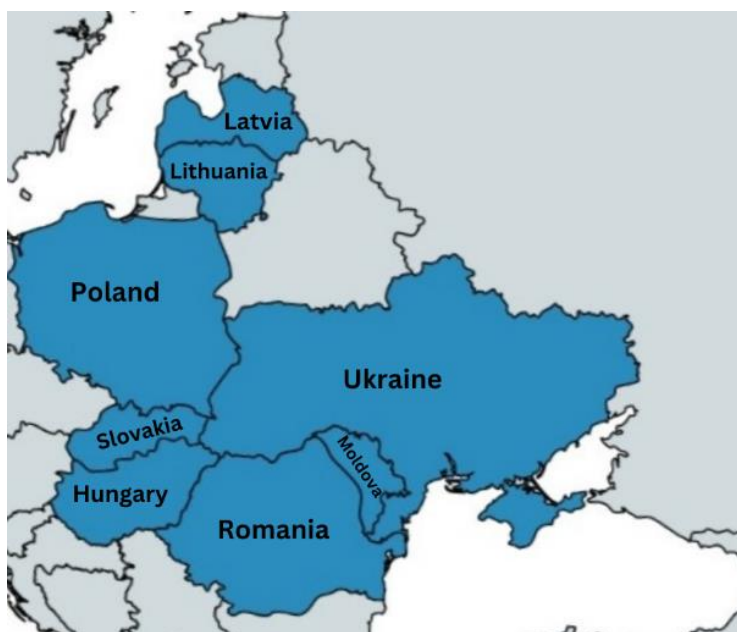 Latvia
Lithuania
Poland
Ukraine
Slovakia
Moldova
Hungary
Romania